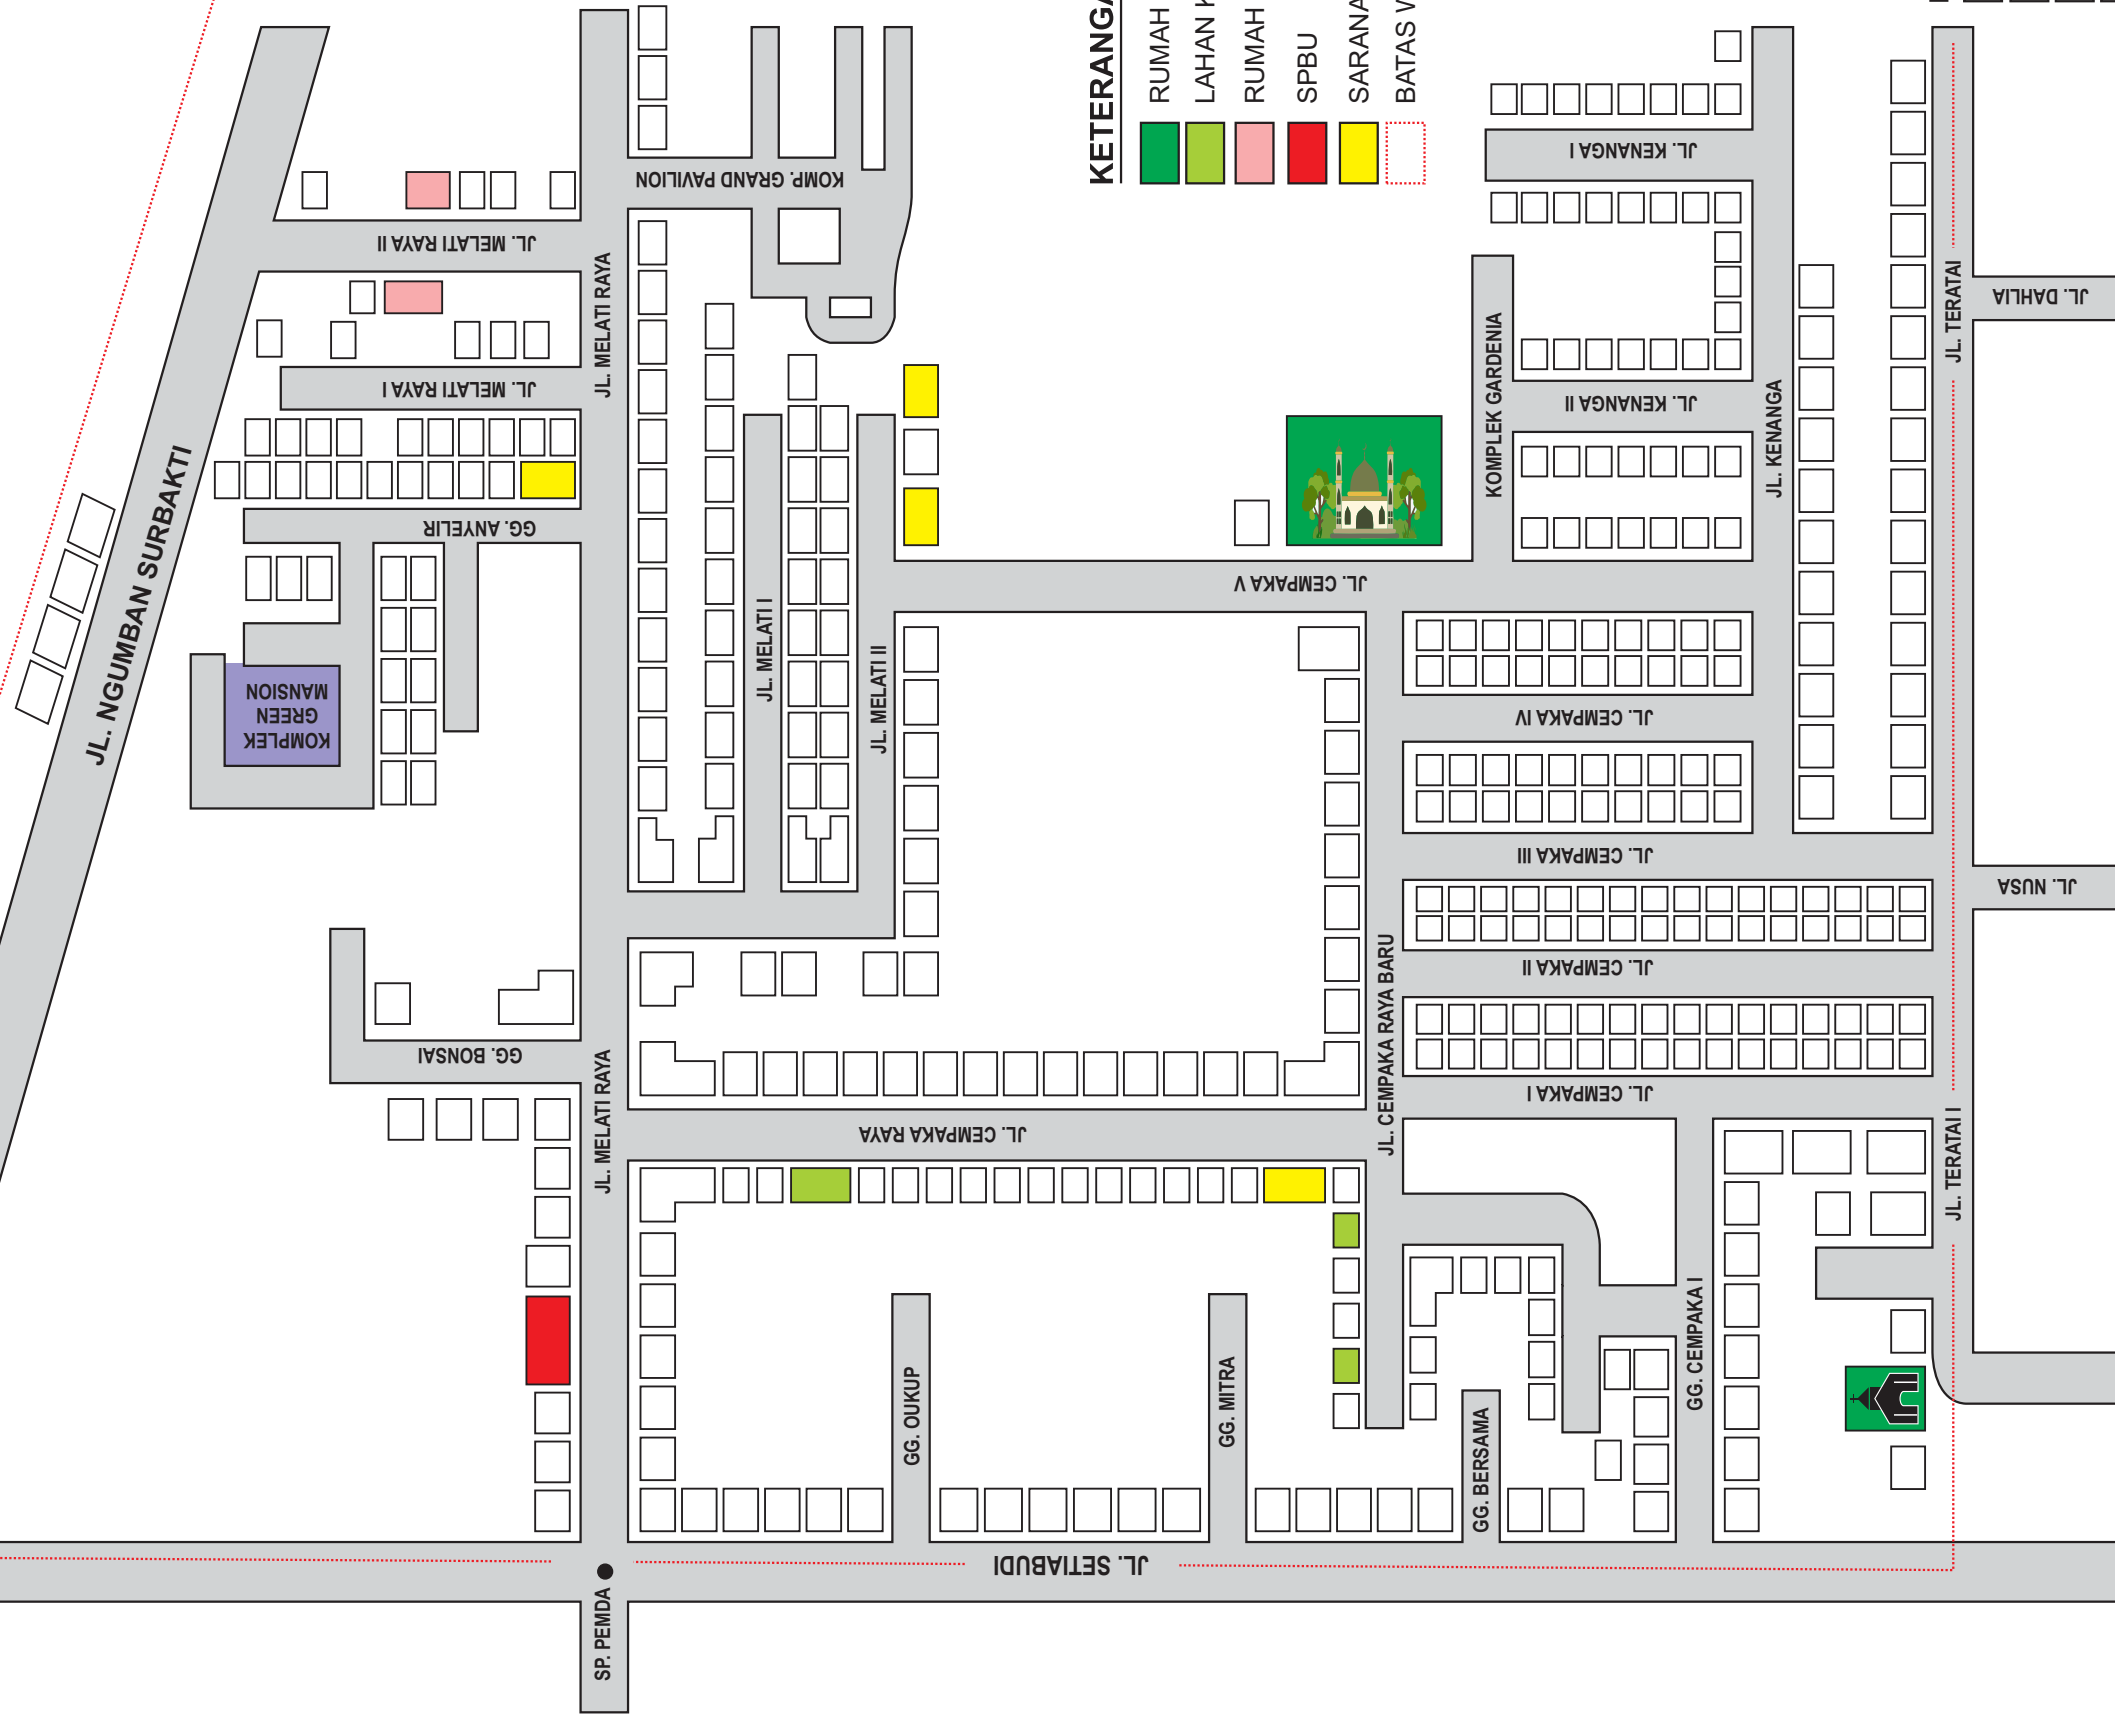 KETERANGA
RUMAH
LAHAN K
RUMAH
SPBU
SARANA
BATAS W
JL. KENANGA I
KOMP. GRAND PAVILION
JL. MELATI RAYA II
JL. MELATI RAYA
JL. TERATAI
JL. DAHLIA
JL. MELATI RAYA I
KOMPLEK GARDENIA
JL. KENANGA II
JL. KENANGA
JL. NGUMBAN SURBAKTI
GG. ANYELIR
JL. CEMPAKA V
JL. MELATI I
JL. MELATI II
KOMPLEK
GREEN
MANSION
JL. CEMPAKA IV
JL. CEMPAKA III
JL. NUSA
JL. CEMPAKA II
JL. CEMPAKA RAYA BARU
GG. BONSAI
JL. MELATI RAYA
JL. CEMPAKA I
JL. CEMPAKA RAYA
JL. TERATAI I
GG. CEMPAKA I
GG. OUKUP
GG. MITRA
GG. BERSAMA
JL. SETIABUDI
SP. PEMDA